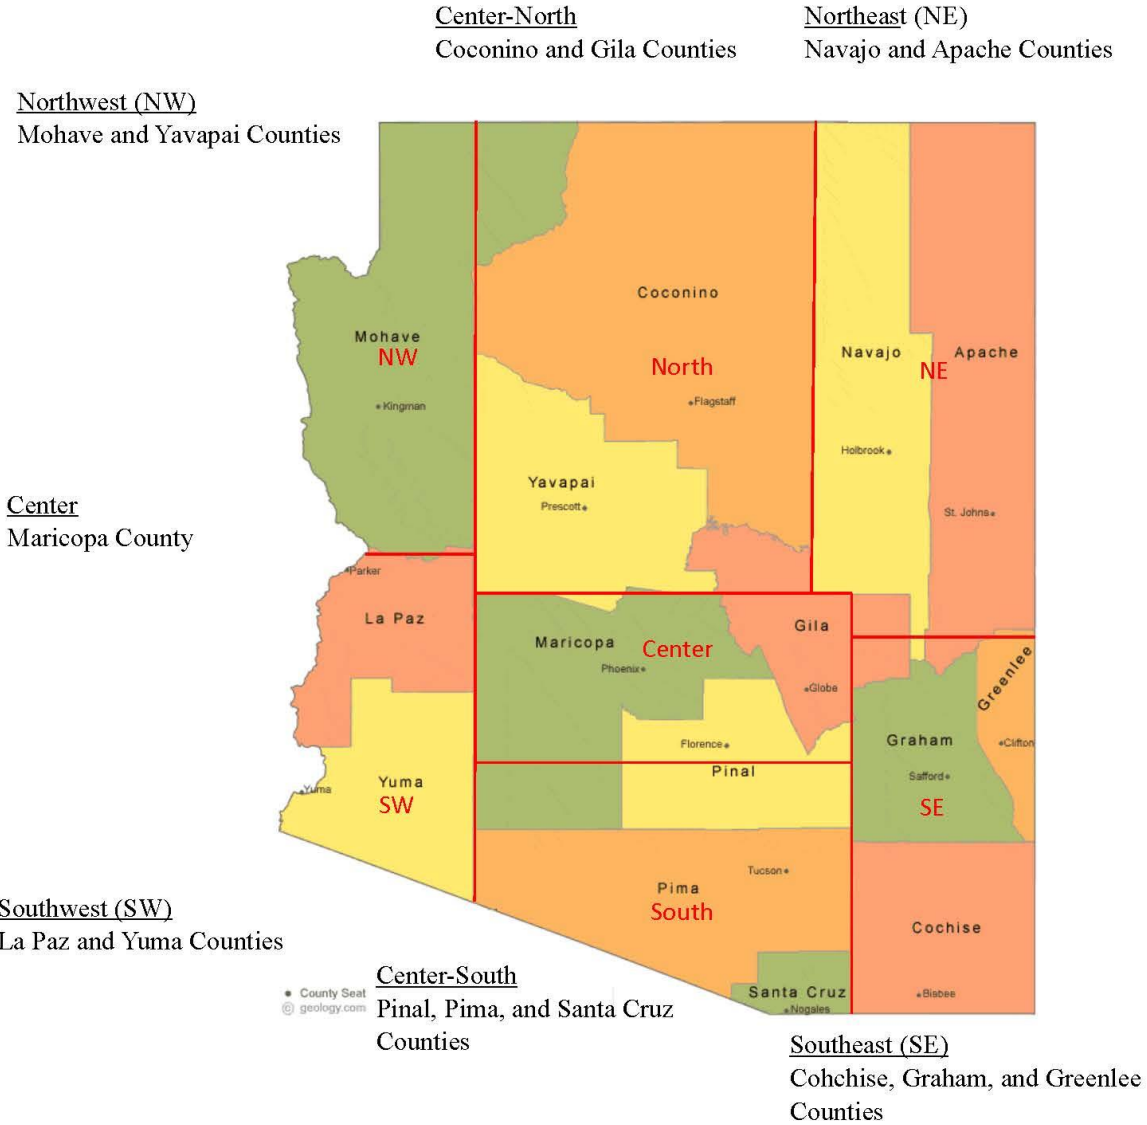 Center-North
Coconino and Gila Counties
Northeast (NE)
Navajo and Apache Counties
Northwest (NW)
Mohave and Yavapai Counties
Coconino
Mohave
NW
North
Navajo
Apache
NE
Kingman
Flagstaff
Holbrook
Yavapai
Prescott
St. Johns
Center
Maricopa County
Parker
La Paz
Gila
Maricopa
Center
Phoenix
Globe
Greenlee
Florence
Graham
Clifton
Pinal
Safford
Yuma
Yuma
SW
SE
Tucson
Pima
South
Cochise
Southwest (SW)
La Paz and Yuma Counties
Center-South
Pinal, Pima, and Santa Cruz
Counties
County Seat
© geology.com
Santa Cruz
Nogales
Bisbee
Southeast (SE)
Cohchise, Graham, and Greenlee
Counties